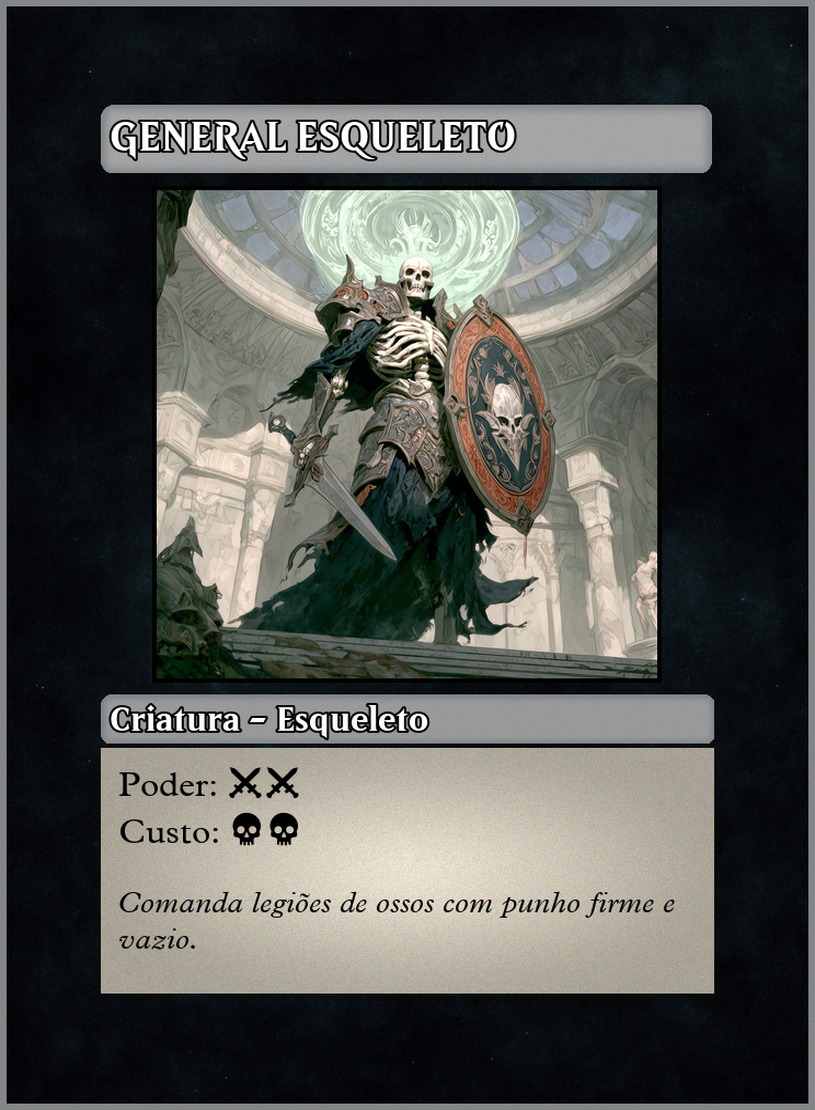 GENERAL ESQUELETO
Criatura - Esqueleto
Poder: ⚔⚔
Custo: 💀💀
Comanda legiões de ossos com punho firme e
vazio.